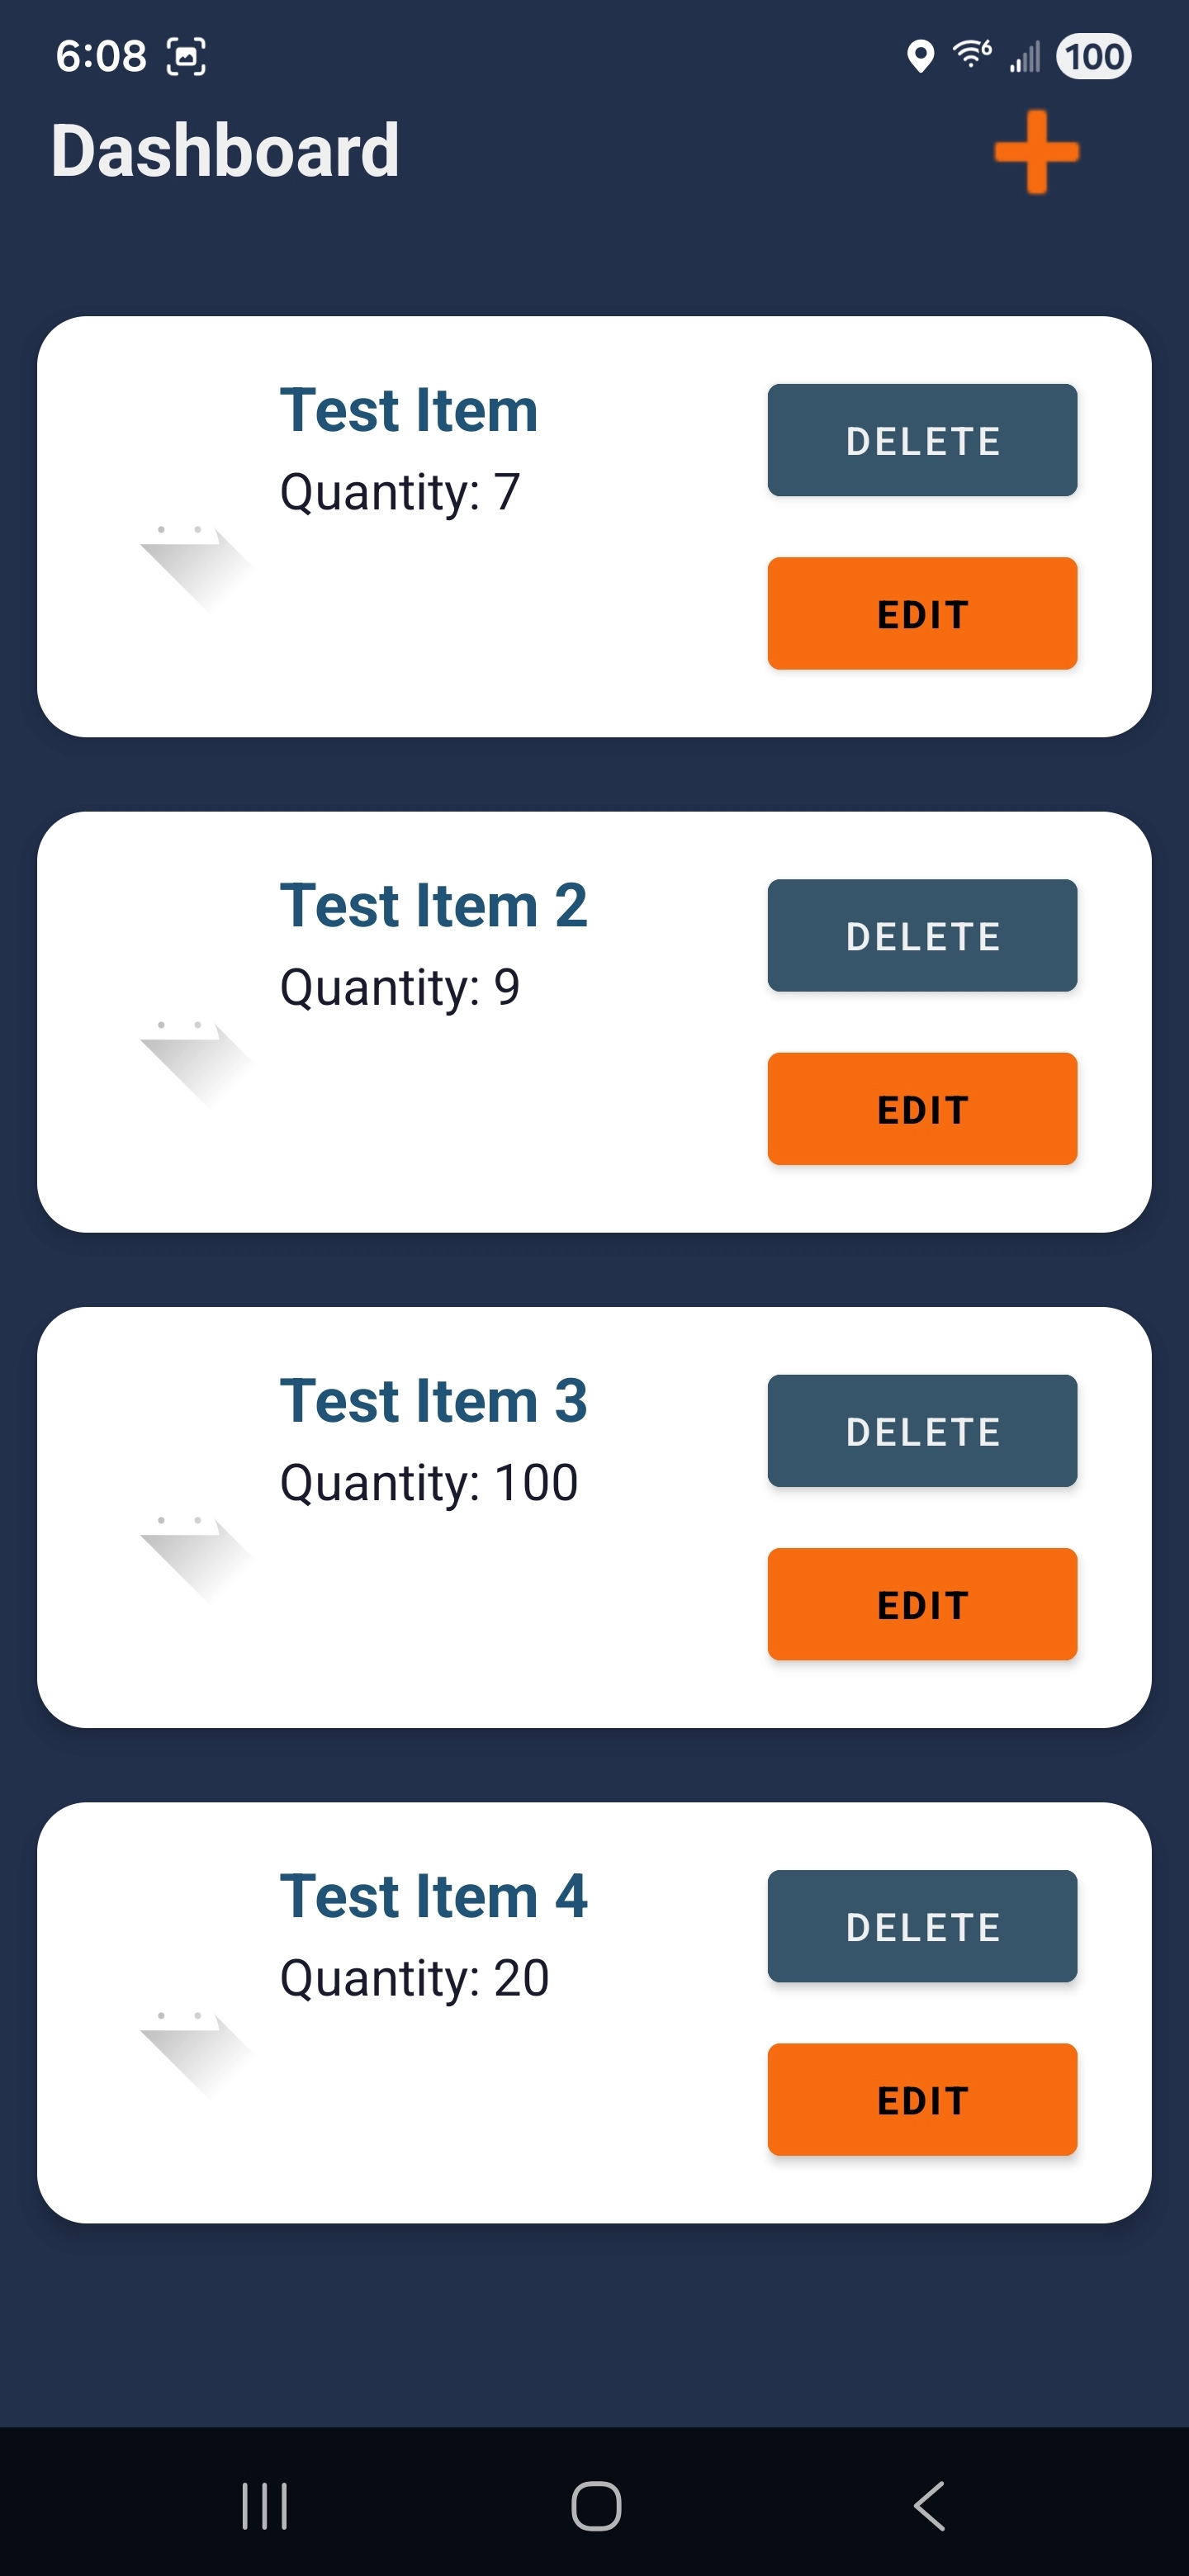 6:08
6
100
Dashboard
Test Item
Quantity: 7
DELETE
EDIT
Test Item 2
Quantity: 9
DELETE
EDIT
Test Item 3
Quantity: 100
DELETE
EDIT
Test Item 4
Quantity: 20
DELETE
EDIT